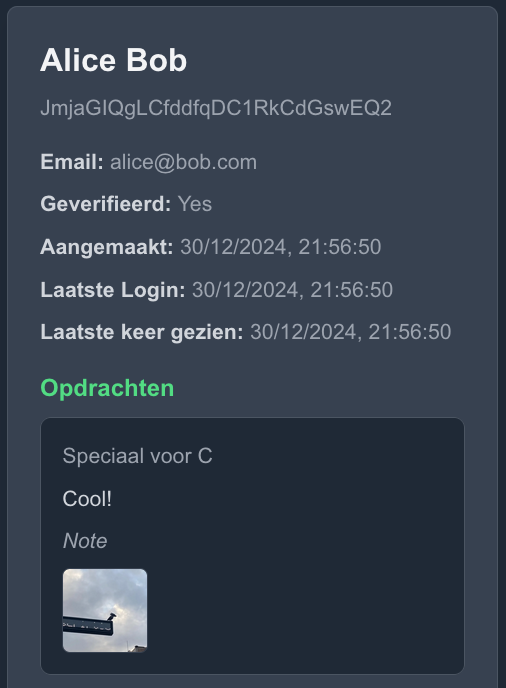 Alice Bob
JmjaGIQgLCfddfqDC1RkCdGswEQ2
Email: alice@bob.com
Geverifieerd: Yes
Aangemaakt: 30/12/2024, 21:56:50
Laatste Login: 30/12/2024, 21:56:50
Laatste keer gezien: 30/12/2024, 21:56:50
Opdrachten
Speciaal voor C
Cool!
Note